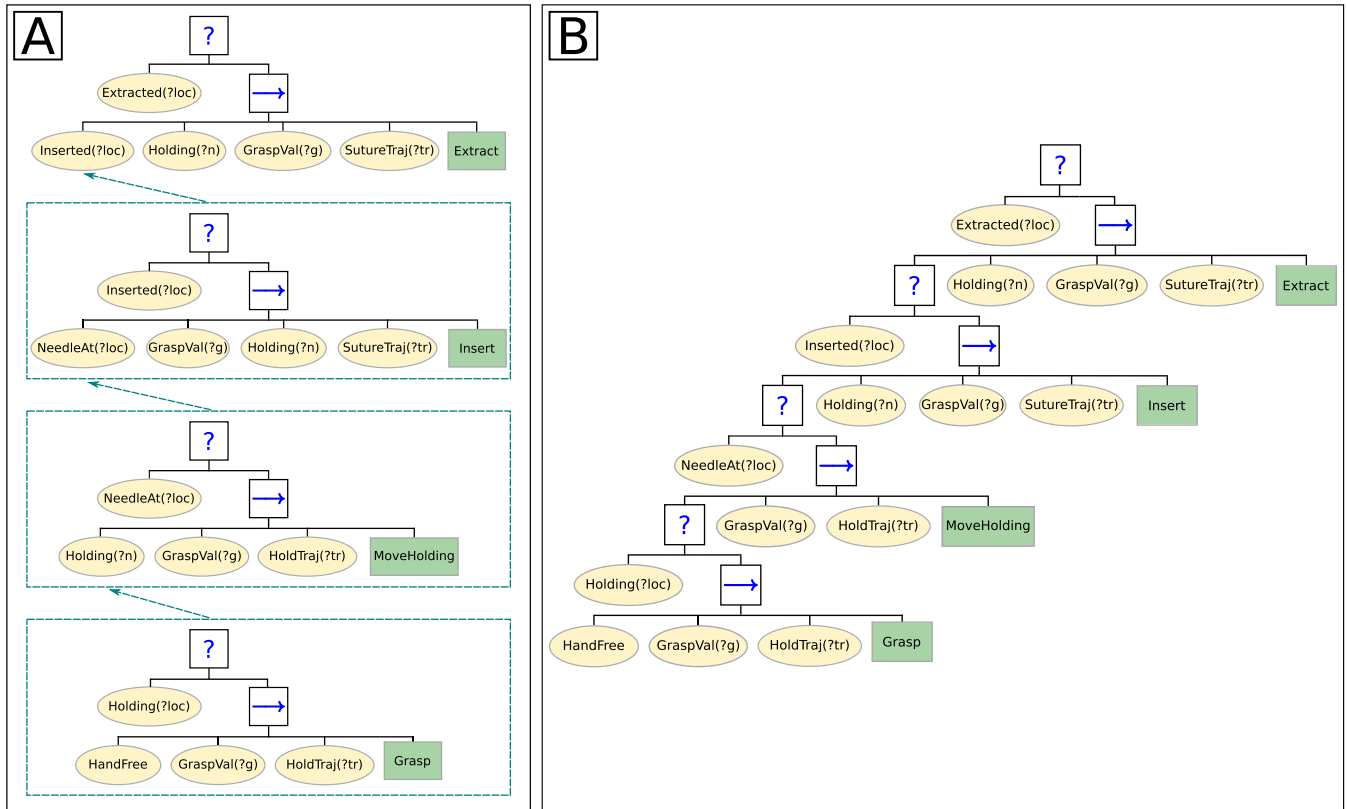 A
?
Extracted(?loc)
→
Inserted(?loc) Holding(?n) GraspVal(?g) SutureTraj(?tr) Extract
?
Inserted(?loc)
→
NeedleAt(?loc) GraspVal(?g) Holding(?n) SutureTraj(?tr) Insert
?
NeedleAt(?loc)
→
Holding(?n) GraspVal(?g) HoldTraj(?tr) MoveHolding
?
Holding(?loc)
→
HandFree GraspVal(?g) HoldTraj(?tr) Grasp
B
?
Extracted(?loc)
→
? Holding(?n) GraspVal(?g) SutureTraj(?tr) Extract
Inserted(?loc)
→
? Holding(?n) GraspVal(?g) SutureTraj(?tr) Insert
NeedleAt(?loc)
→
? GraspVal(?g) HoldTraj(?tr) MoveHolding
Holding(?loc)
→
HandFree GraspVal(?g) HoldTraj(?tr) Grasp